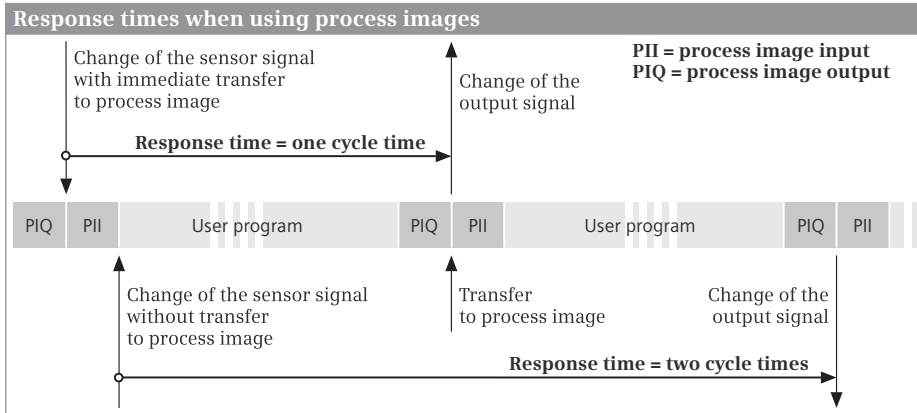 Response times when using process images
Change of the sensor signal
with immediate transfer
to process image
Change of the
output signal
PII = process image input
PIQ = process image output
Response time = one cycle time
PIQ PII User program PIQ PII User program PIQ PII
Change of the sensor signal
without transfer
to process image
Transfer
to process image
Change of the
output signal
Response time = two cycle times